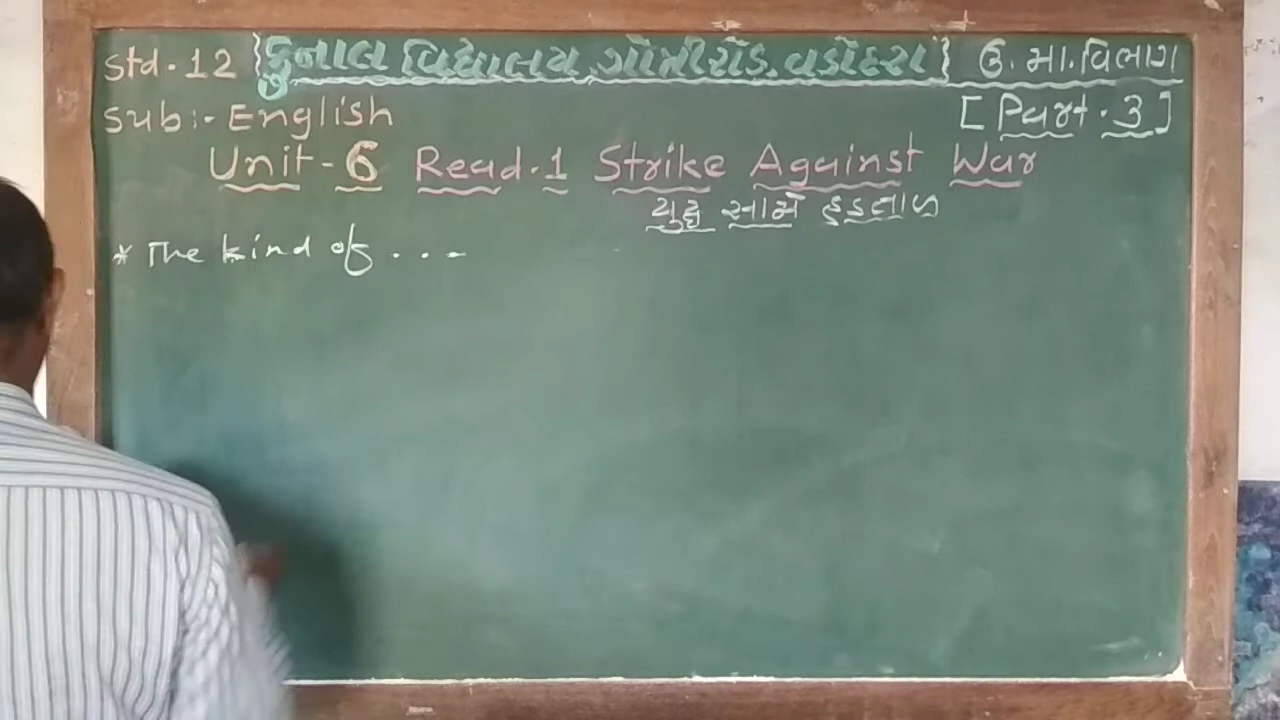 Std. 12 {કુનાલ વિદ્યાલય, ગોત્રીરોડ, વડોદરા} ઉ. મા. વિભાગ
Sub:- English [Part. 3]
Unit - 6 Read. 1 Strike Against War
યુદ્ધ સામે હડતાળ
* The kind of . . .